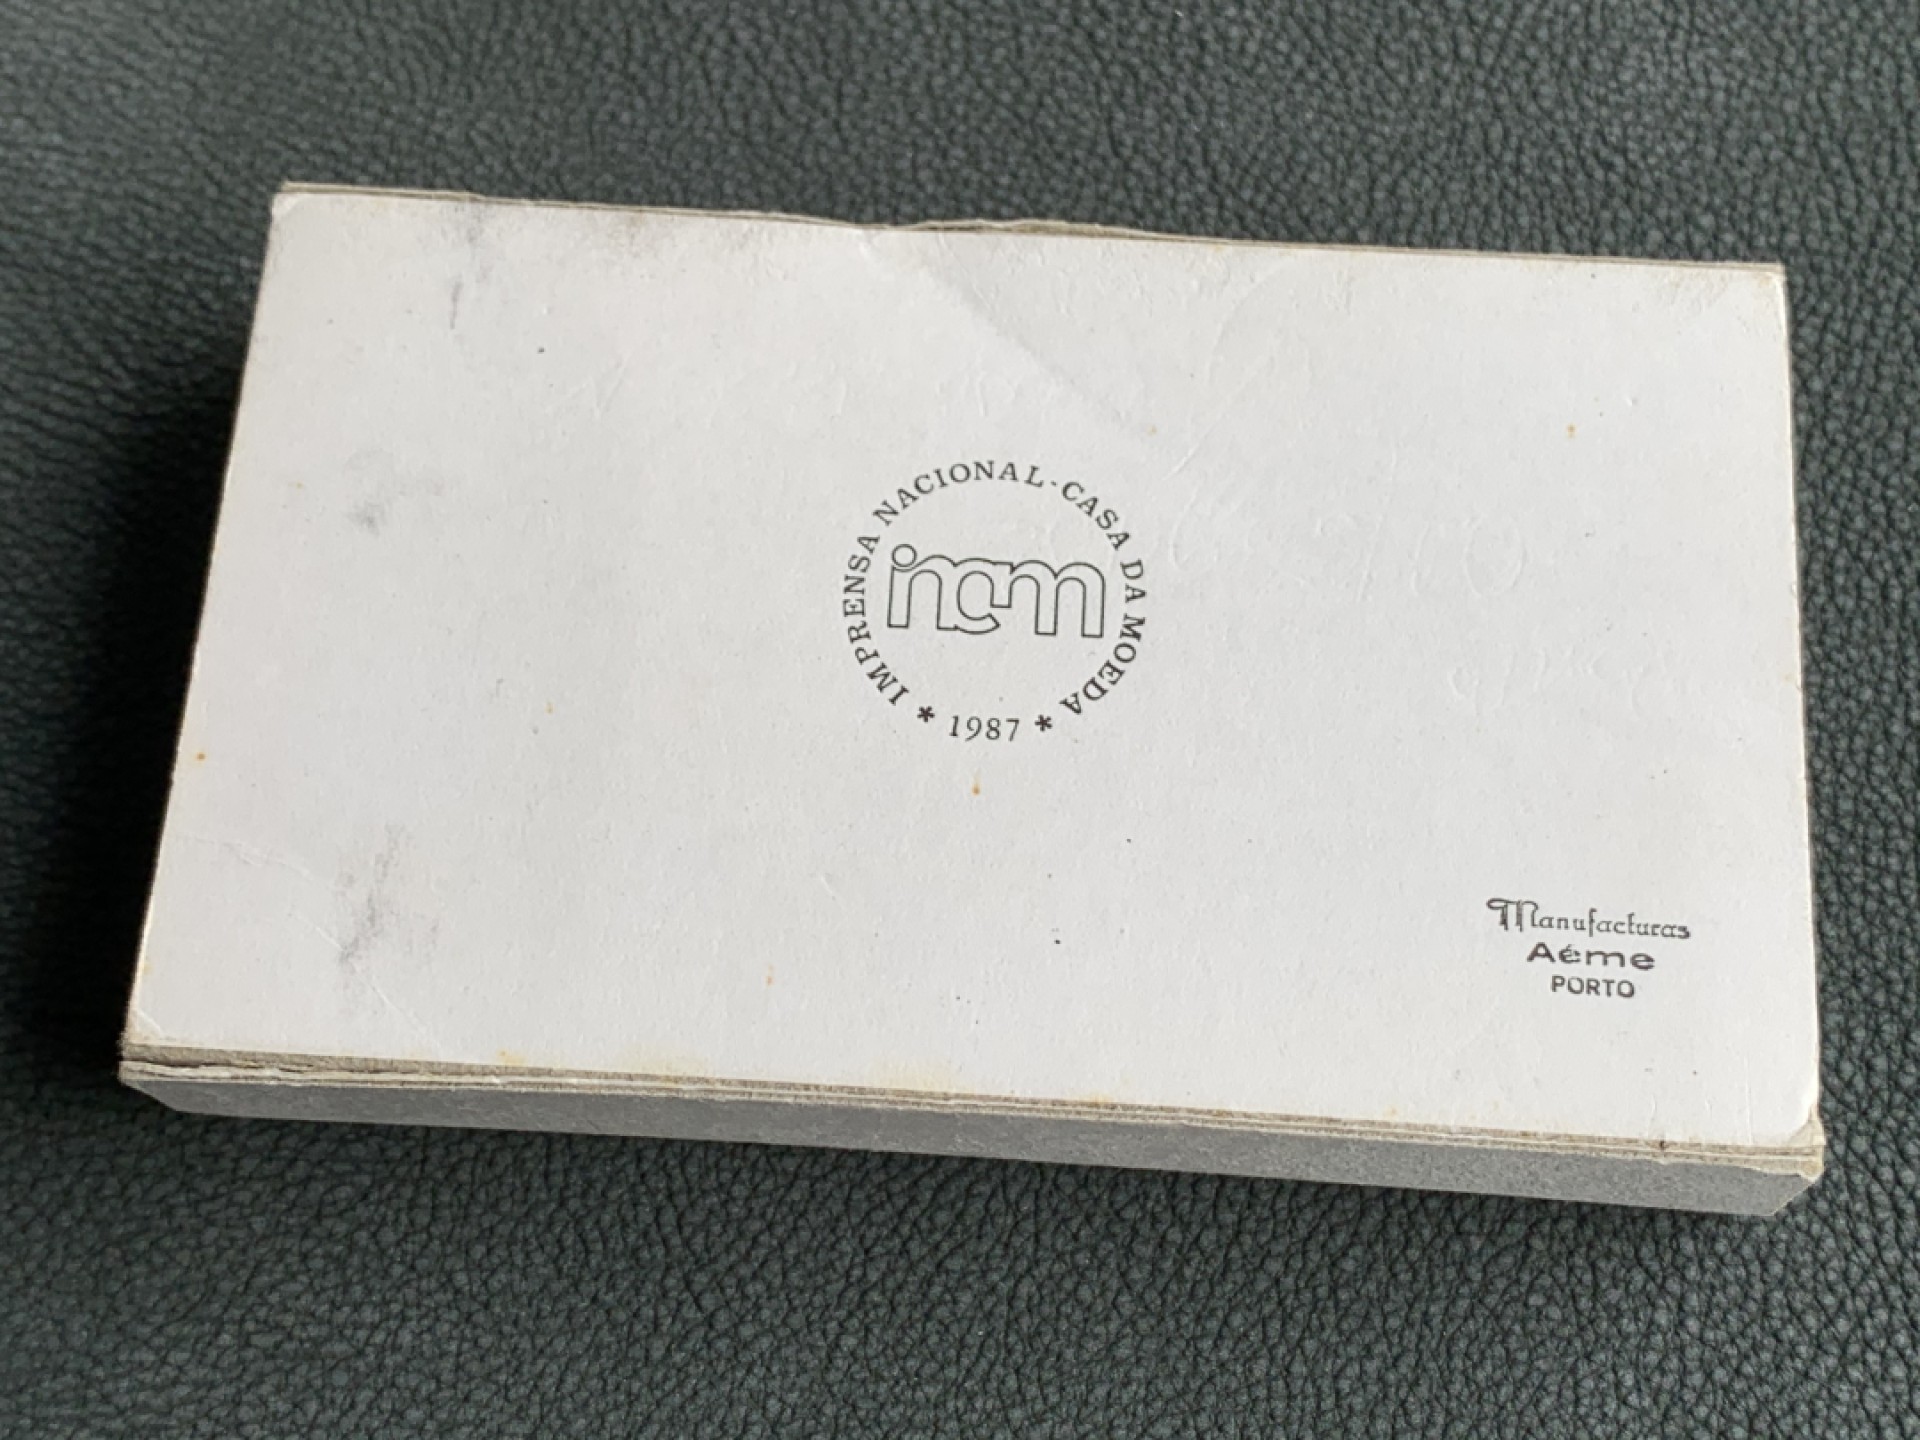 IMPRENSA NACIONAL-CASA DA MOEDA
incm
* 1987 *
Manufacturas
Aéme
PORTO